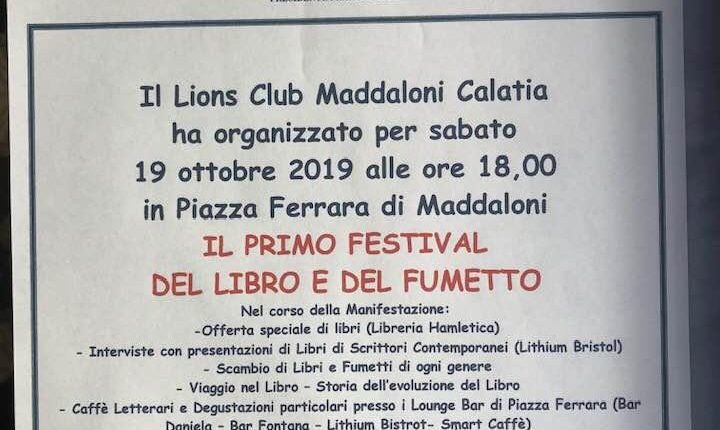 Il Lions Club Maddaloni Calatia
ha organizzato per sabato
19 ottobre 2019 alle ore 18,00
in Piazza Ferrara di Maddaloni
IL PRIMO FESTIVAL
DEL LIBRO E DEL FUMETTO
Nel corso della Manifestazione:
-Offerta speciale di libri (Libreria Hamletica)
- Interviste con presentazioni di Libri di Scrittori Contemporanei (Lithium Bristol)
- Scambio di Libri e Fumetti di ogni genere
- Viaggio nel Libro - Storia dell'evoluzione del Libro
- Caffè Letterari e Degustazioni particolari presso i Lounge Bar di Piazza Ferrara (Bar
Daniela - Bar Fontana - Lithium Bistrot- Smart Caffè)